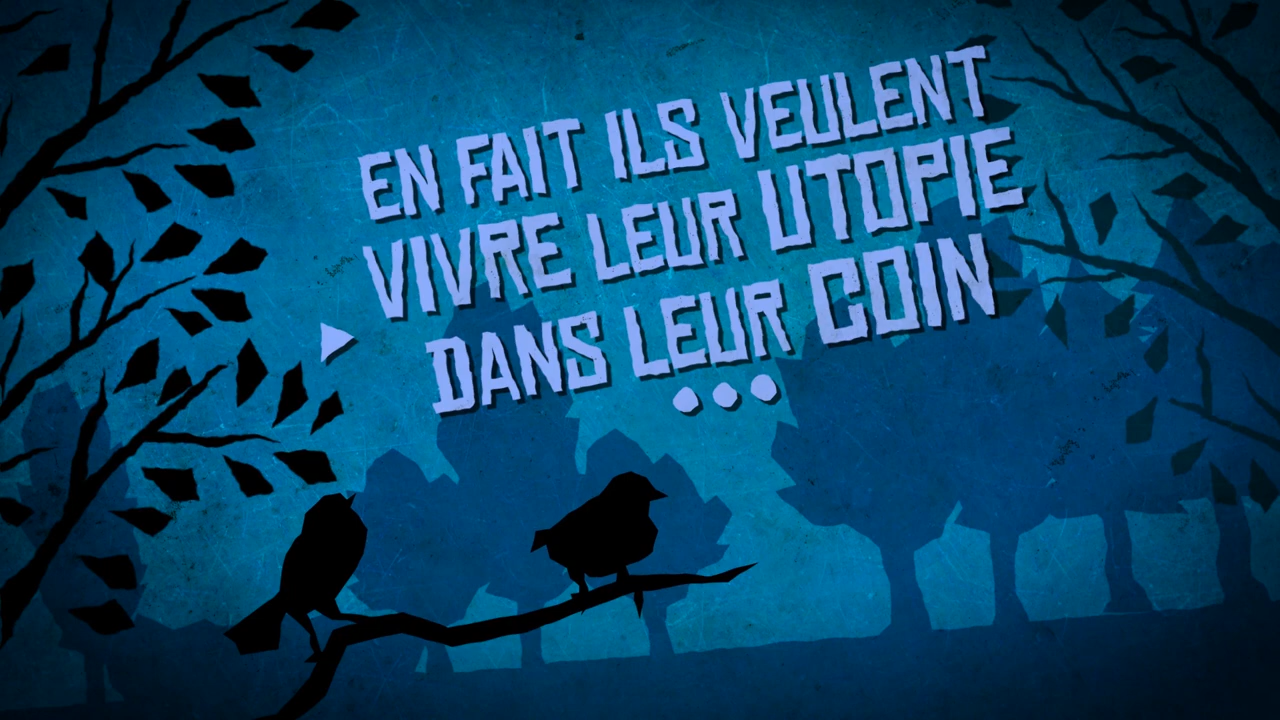 EN FAIT ILS VEULENT
VIVRE LEUR UTOPIE
DANS LEUR COIN
...